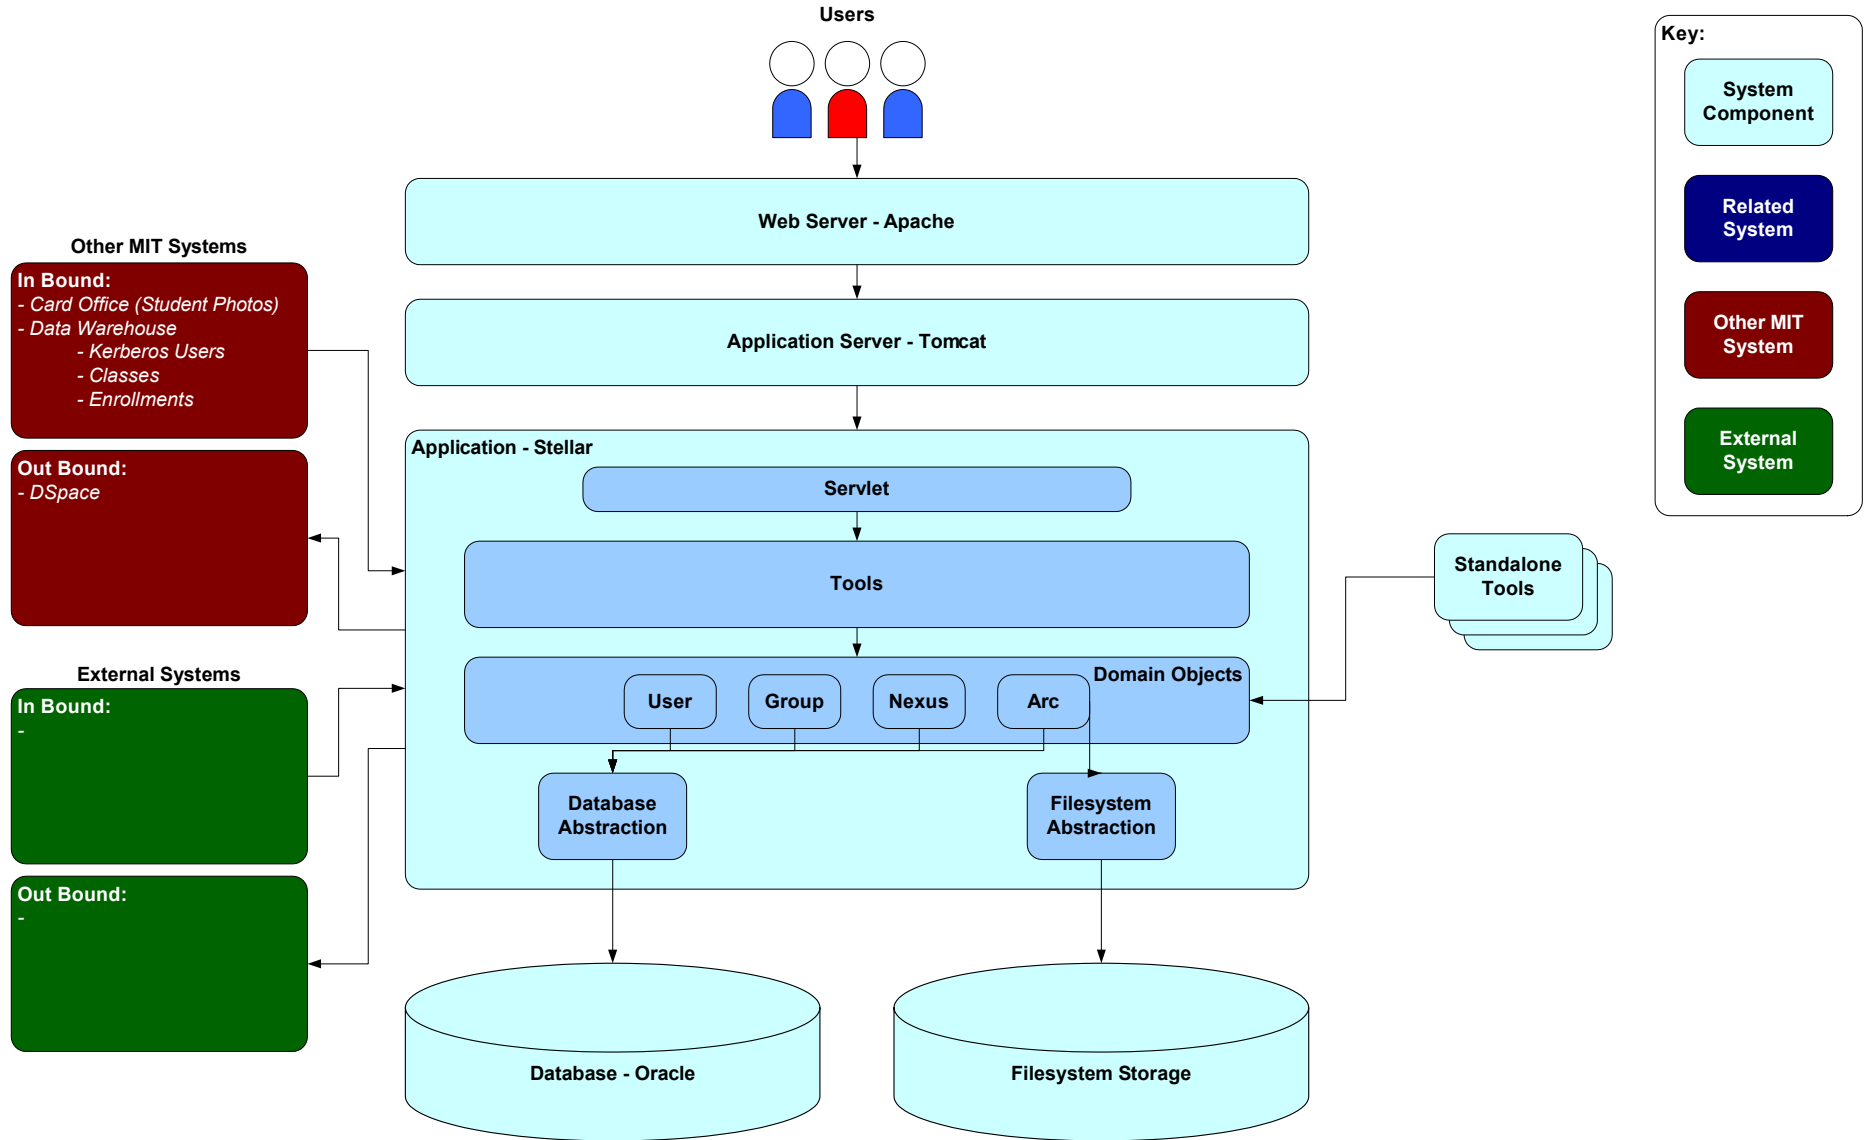 Users
Key:
System
Component
Related
System
Other MIT
System
External
System
Web Server - Apache
Application Server - Tomcat
Other MIT Systems
In Bound:
- Card Office (Student Photos)
- Data Warehouse
- Kerberos Users
- Classes
- Enrollments
Out Bound:
- DSpace
External Systems
In Bound:
-
Out Bound:
-
Application - Stellar
Servlet
Tools
Domain Objects
User
Group
Nexus
Arc
Database
Abstraction
Filesystem
Abstraction
Standalone
Tools
Database - Oracle
Filesystem Storage